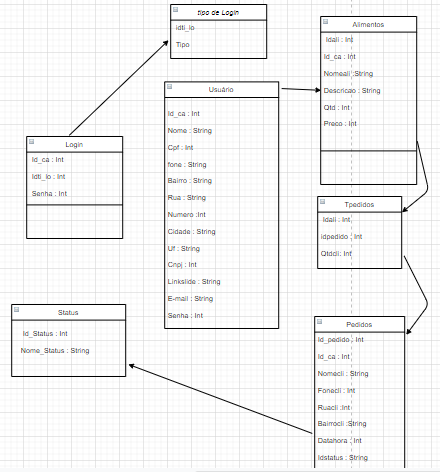 tipo de Login
idti_lo
Tipo
Usuário
Id_ca : Int
Nome : String
Cpf : Int
fone : String
Bairro : String
Rua : String
Numero :Int
Cidade : String
Uf : String
Cnpj : Int
Linkslide : String
E-mail : String
Senha : Int
Alimentos
Idali : Int
Id_ca : Int
Nomeali :String
Descricao : String
Qtd : Int
Preco : Int
Login
Id_ca : Int
Idti_lo : Int
Senha : Int
Tpedidos
Idali : Int
idpedido : Int
Qtdcli: Int
Status
Id_Status : Int
Nome_Status : String
Pedidos
Id_pedido : Int
Id_ca : Int
Nomecli : String
Fonecli : Int
Ruacli :Int
Bairrocli :String
Datahora : Int
Idstatus : String